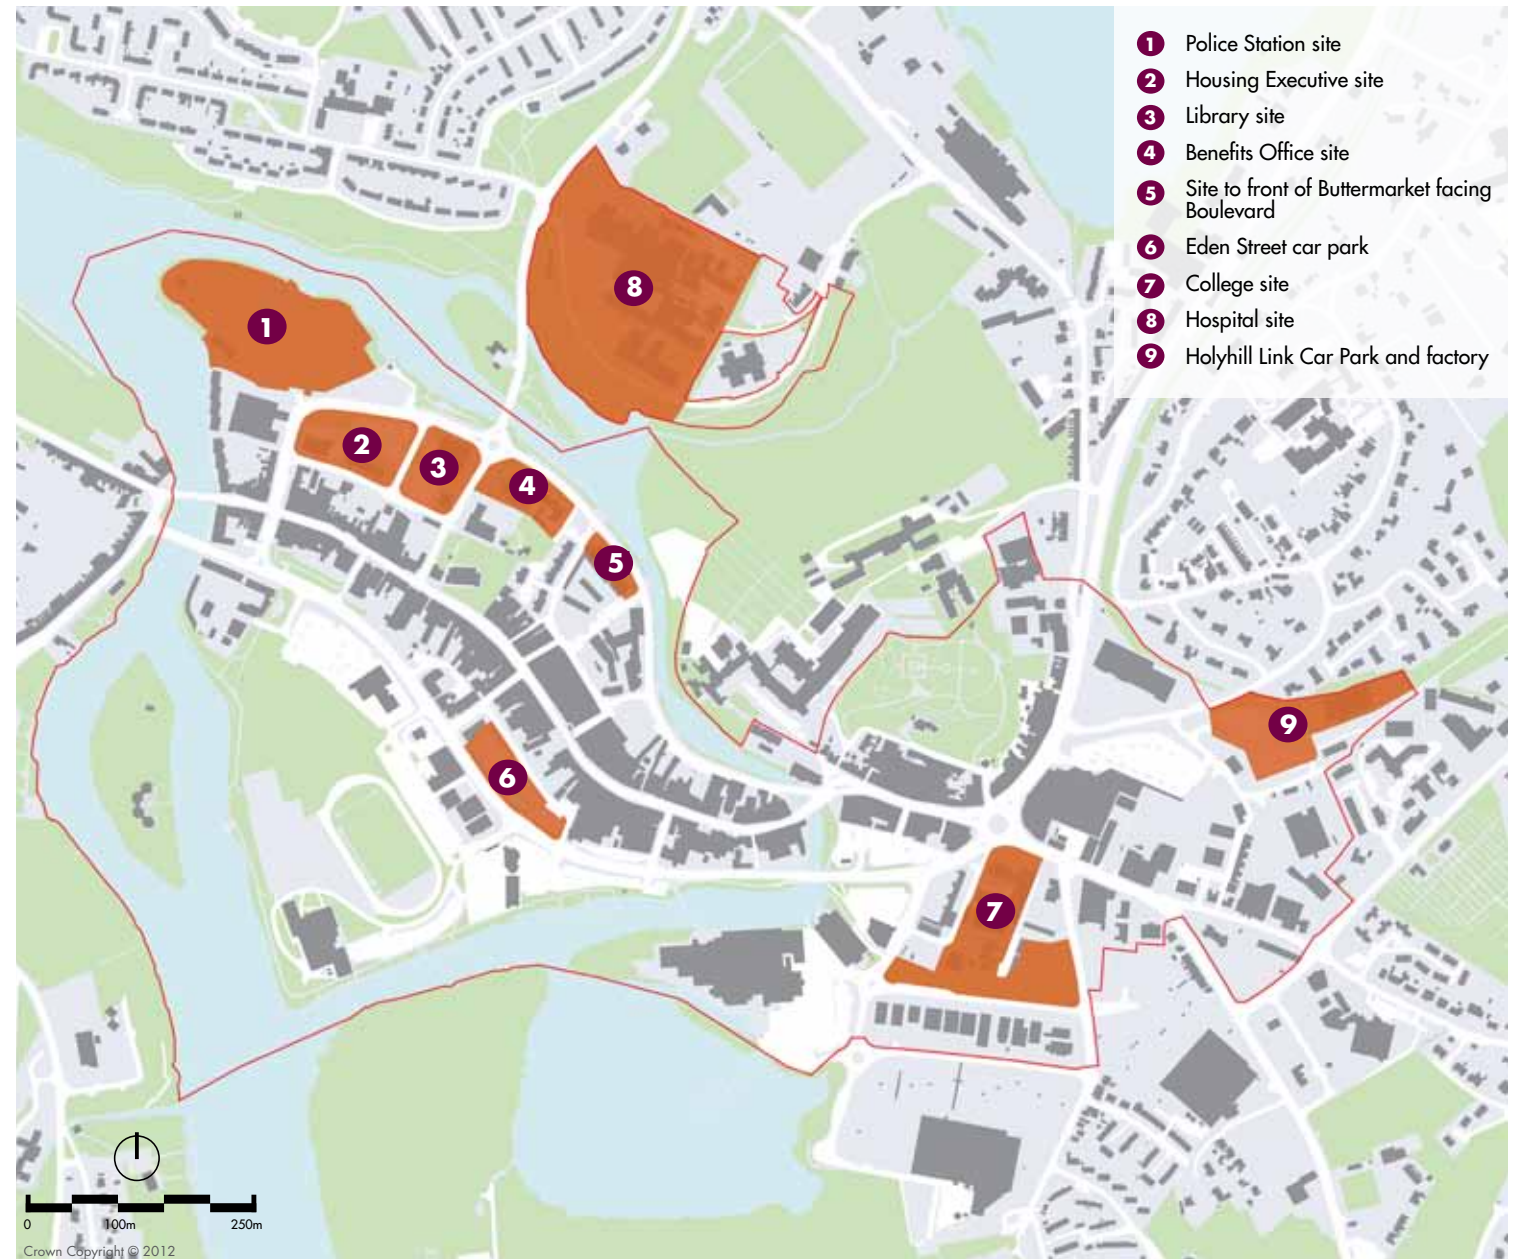 1 Police Station site
2 Housing Executive site
3 Library site
4 Benefits Office site
5 Site to front of Buttermarket facing
Boulevard
6 Eden Street car park
7 College site
8 Hospital site
9 Holyhill Link Car Park and factory
8
1
2
3
4
5
9
6
7
0 100m 250m
Crown Copyright © 2012